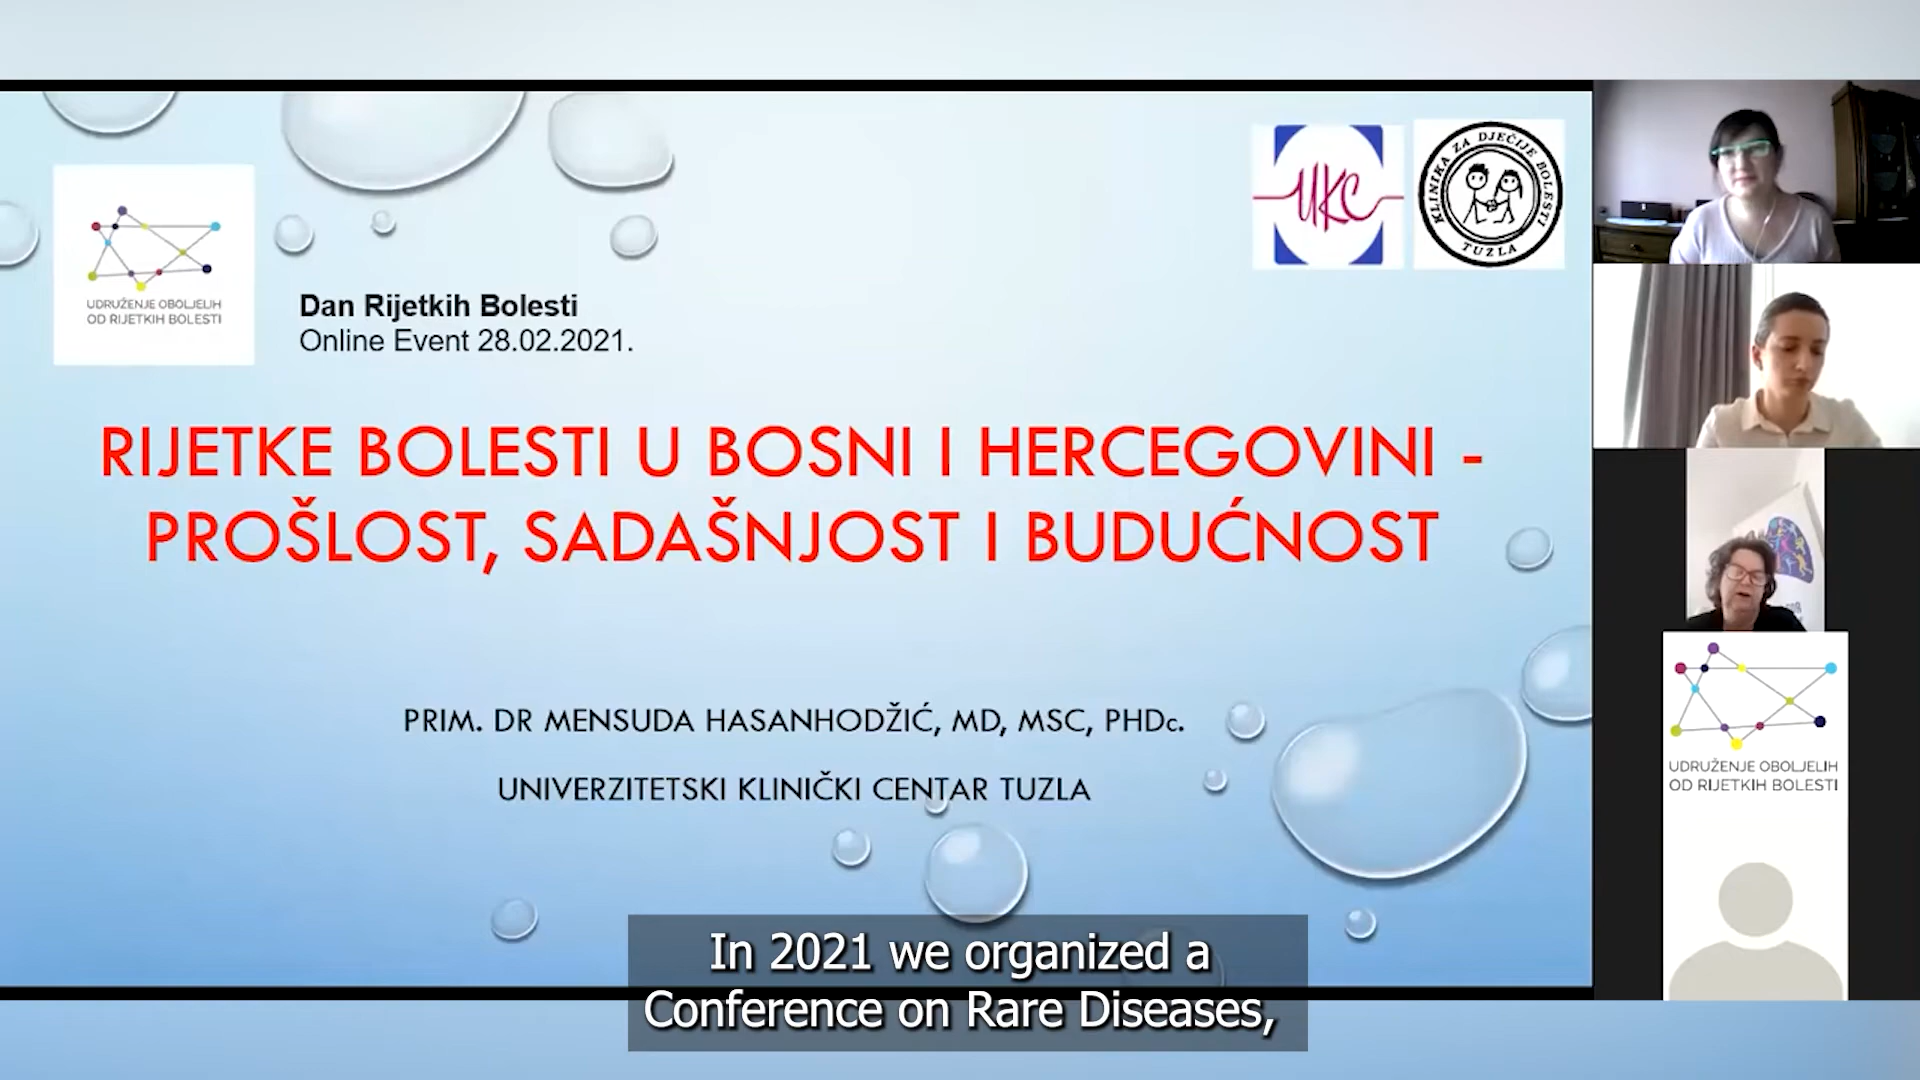 UDRUŽENJE OBOLJELIH
OD RIJETKIH BOLESTI
Dan Rijetkih Bolesti
Online Event 28.02.2021.
UKC
KLINIKA ZA DJEČIJE BOLESTI
TUZLA
RIJETKE BOLESTI U BOSNI I HERCEGOVINI -
PROŠLOST, SADAŠNJOST I BUDUĆNOST
PRIM. DR MENSUDA HASANHODŽIĆ, MD, MSC, PHDc.
UNIVERZITETSKI KLINIČKI CENTAR TUZLA
UDRUŽENJE OBOLJELIH
OD RIJETKIH BOLESTI
In 2021 we organized a
Conference on Rare Diseases,